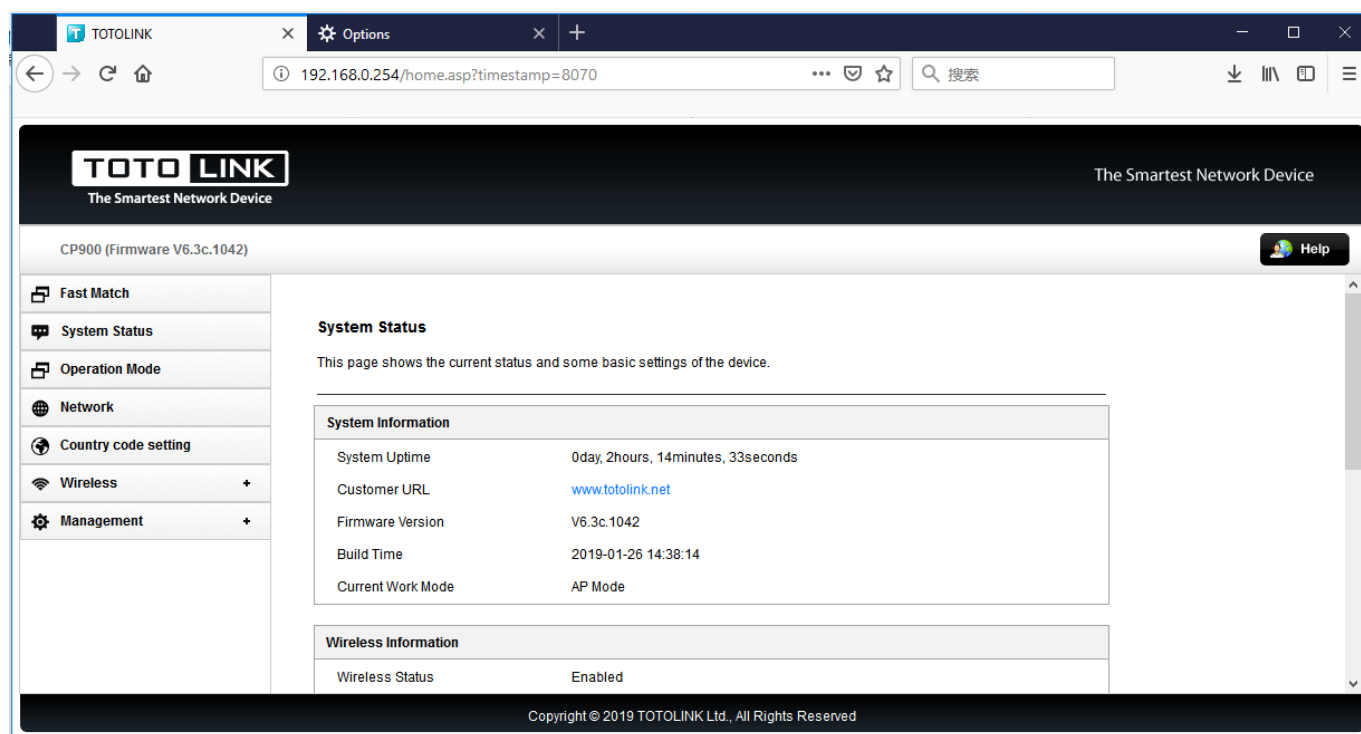 TOTOLINK
Options
192.168.0.254/home.asp?timestamp=8070
搜索
TOTO LINK
The Smartest Network Device
The Smartest Network Device
CP900 (Firmware V6.3c.1042)
Help
Fast Match
System Status
Operation Mode
Network
Country code setting
Wireless +
Management +
System Status
This page shows the current status and some basic settings of the device.
System Information
System Uptime 0day, 2hours, 14minutes, 33seconds
Customer URL www.totolink.net
Firmware Version V6.3c.1042
Build Time 2019-01-26 14:38:14
Current Work Mode AP Mode
Wireless Information
Wireless Status Enabled
Copyright © 2019 TOTOLINK Ltd., All Rights Reserved